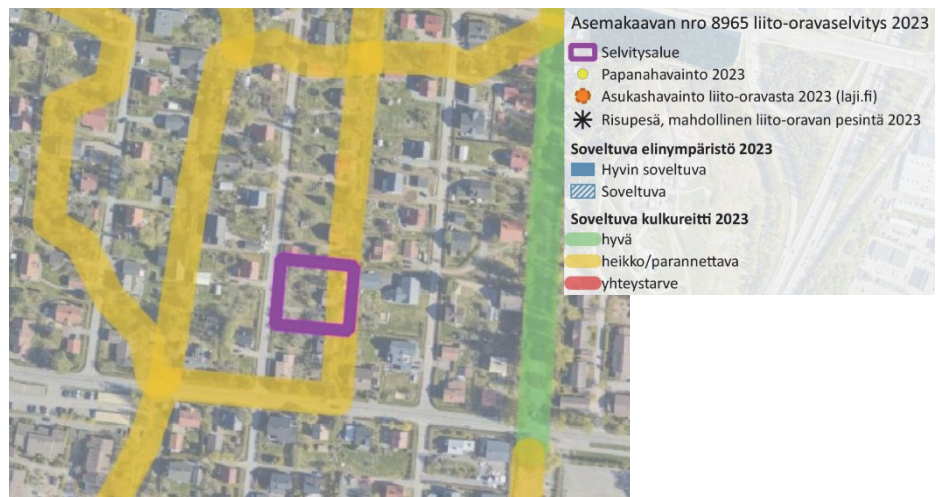 Asemakaavan nro 8965 liito-oravaselvitys 2023
Selvitysalue
Papanahavainto 2023
Asukashavainto liito-oravasta 2023 (laji.fi)
Risupesä, mahdollinen liito-oravan pesintä 2023
Soveltuva elinympäristö 2023
Hyvin soveltuva
Soveltuva
Soveltuva kulkureitti 2023
hyvä
heikko/parannettava
yhteystarve